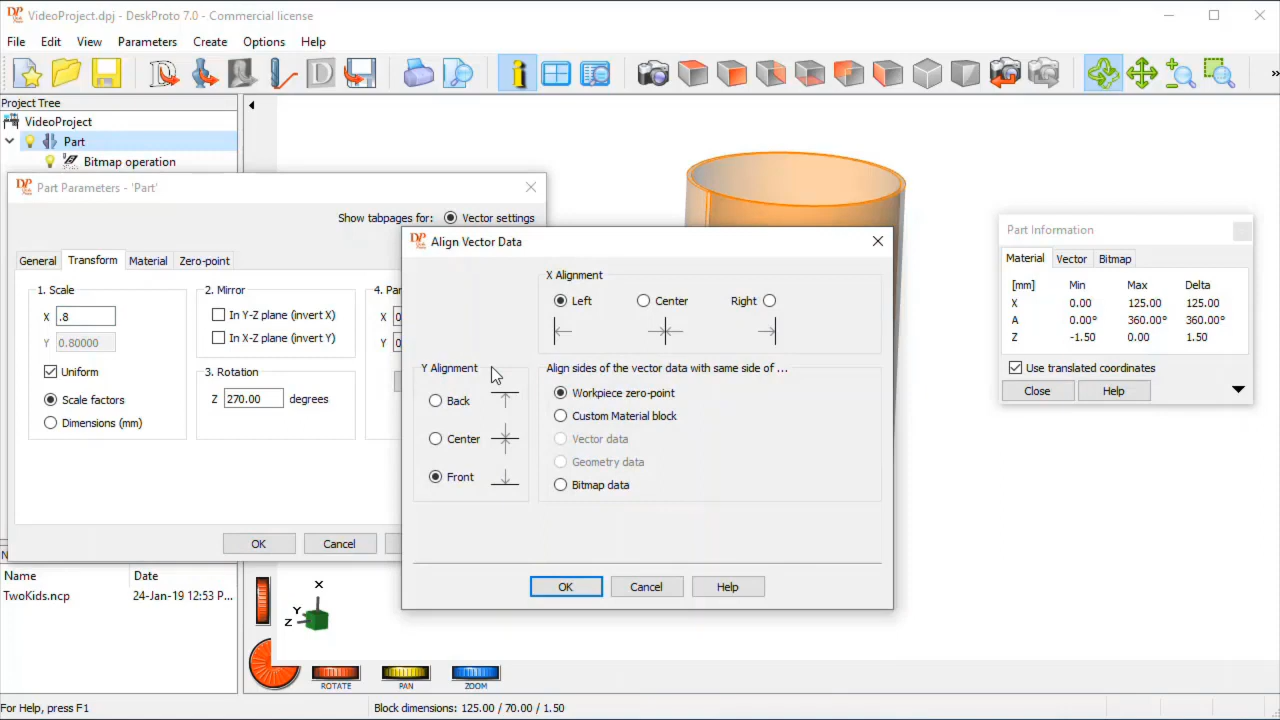 VideoProject.dpj - DeskProto 7.0 - Commercial license
File Edit View Parameters Create Options Help
Project Tree
VideoProject
Part
Bitmap operation
Part Parameters - 'Part'
Show tabpages for: Vector settings
General Transform Material Zero-point
1. Scale
X .8
Y 0.80000
Uniform
Scale factors
Dimensions (mm)
2. Mirror
In Y-Z plane (invert X)
In X-Z plane (invert Y)
3. Rotation
Z 270.00 degrees
X
Y
OK Cancel
Align Vector Data
X Alignment
Left Center Right
Y Alignment
Back
Center
Front
Align sides of the vector data with same side of ...
Workpiece zero-point
Custom Material block
Vector data
Geometry data
Bitmap data
OK Cancel Help
Part Information
Material Vector Bitmap
[mm] Min Max Delta
X 0.00 125.00 125.00
A 0.00° 360.00° 360.00°
Z -1.50 0.00 1.50
Use translated coordinates
Close Help
Name Date
TwoKids.ncp 24-Jan-19 12:53 P...
X
Y
Z
ROTATE PAN ZOOM
For Help, press F1
Block dimensions: 125.00 / 70.00 / 1.50